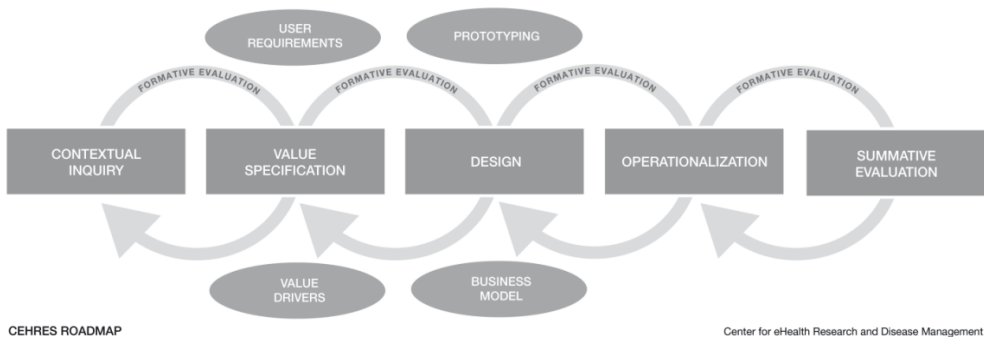 USER
REQUIREMENTS
PROTOTYPING
FORMATIVE EVALUATION
FORMATIVE EVALUATION
FORMATIVE EVALUATION
FORMATIVE EVALUATION
CONTEXTUAL
INQUIRY
VALUE
SPECIFICATION
DESIGN
OPERATIONALIZATION
SUMMATIVE
EVALUATION
VALUE
DRIVERS
BUSINESS
MODEL
CEHRES ROADMAP
Center for eHealth Research and Disease Management